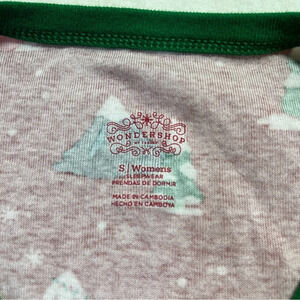 WONDERSHOP
AT TARGET
S | Womens
SLEEPWEAR
PRENDAS DE DORMIR
MADE IN CAMBODIA
HECHO EN CAMBOYA